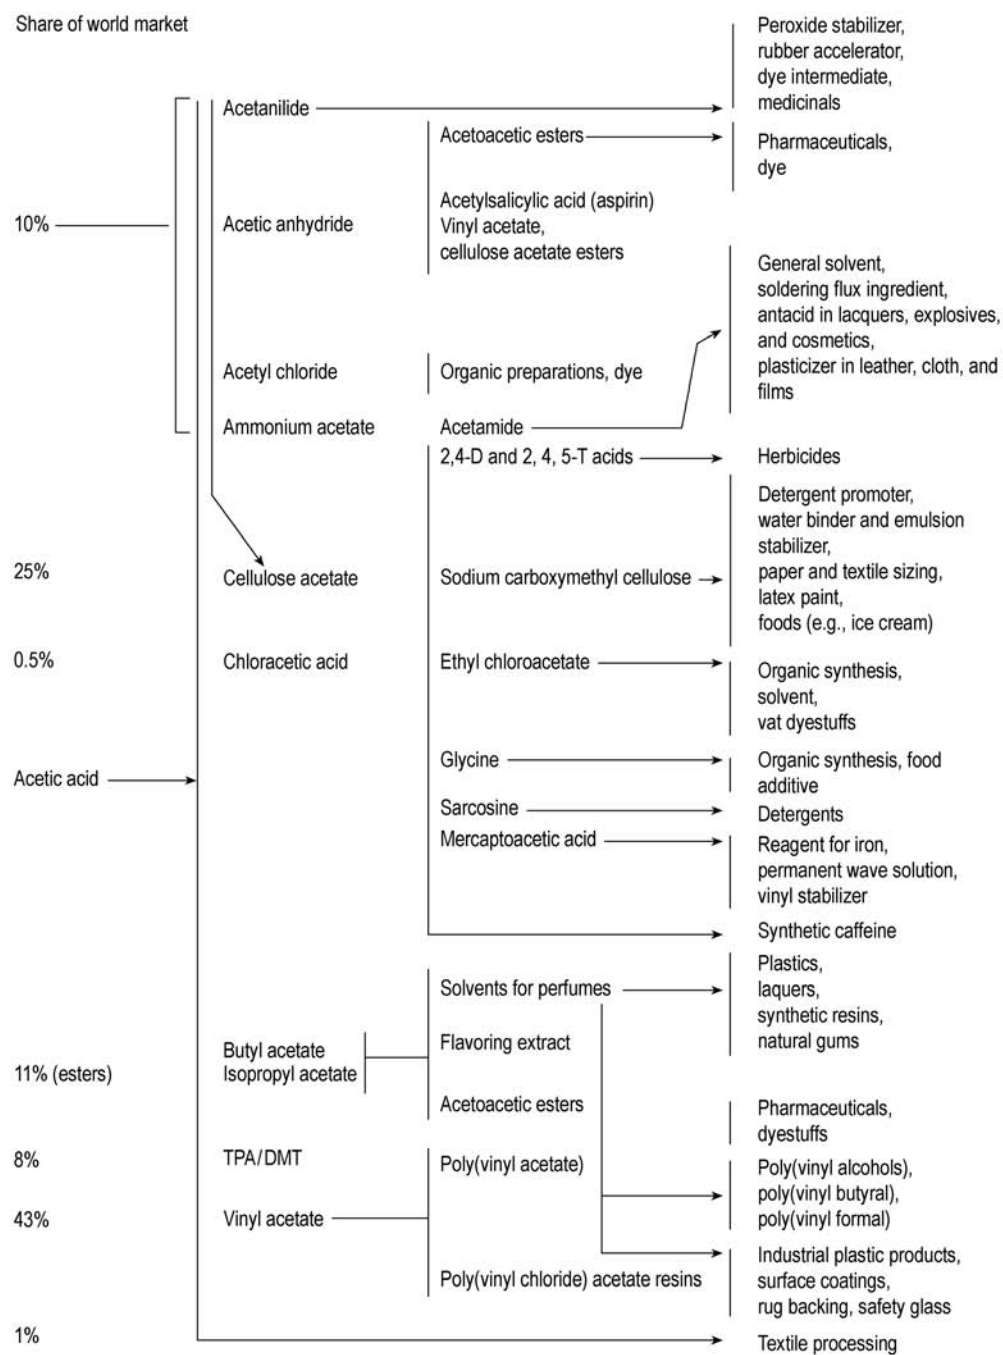 Share of world market
Peroxide stabilizer,
rubber accelerator,
dye intermediate,
medicinals
Acetanilide
Acetoacetic esters
Pharmaceuticals,
dye
10%
Acetic anhydride
Acetylsalicylic acid (aspirin)
Vinyl acetate,
cellulose acetate esters
General solvent,
soldering flux ingredient,
antacid in lacquers, explosives,
and cosmetics,
plasticizer in leather, cloth, and
films
Acetyl chloride
Organic preparations, dye
Ammonium acetate
Acetamide
2,4-D and 2, 4, 5-T acids
Herbicides
Detergent promoter,
water binder and emulsion
stabilizer,
paper and textile sizing,
latex paint,
foods (e.g., ice cream)
25%
Cellulose acetate
Sodium carboxymethyl cellulose
0.5%
Chloracetic acid
Ethyl chloroacetate
Organic synthesis,
solvent,
vat dyestuffs
Glycine
Organic synthesis, food
additive
Acetic acid
Sarcosine
Detergents
Mercaptoacetic acid
Reagent for iron,
permanent wave solution,
vinyl stabilizer
Synthetic caffeine
Solvents for perfumes
Plastics,
laquers,
synthetic resins,
natural gums
Flavoring extract
11% (esters)
Butyl acetate
Isopropyl acetate
Acetoacetic esters
Pharmaceuticals,
dyestuffs
8%
TPA/DMT
Poly(vinyl acetate)
Poly(vinyl alcohols),
poly(vinyl butyral),
poly(vinyl formal)
43%
Vinyl acetate
Poly(vinyl chloride) acetate resins
Industrial plastic products,
surface coatings,
rug backing, safety glass
1%
Textile processing